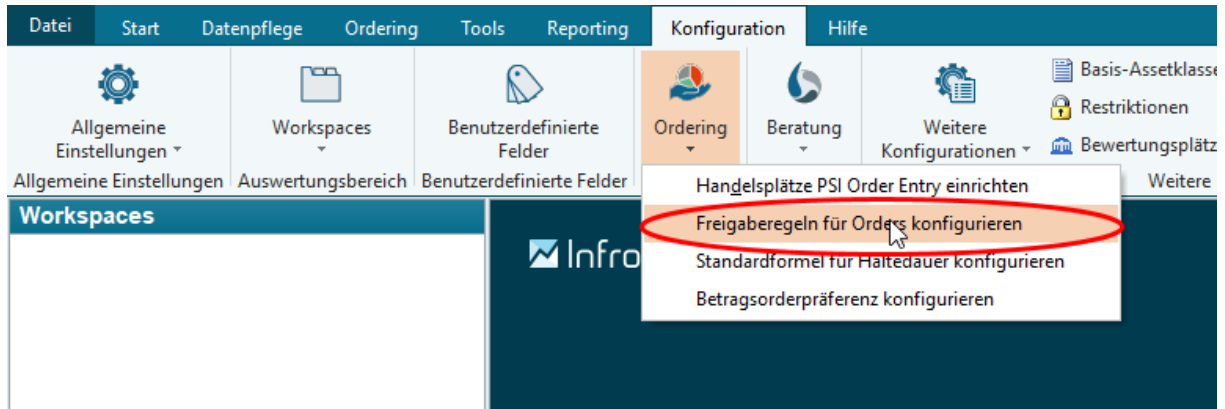 Datei Start Datenpflege Ordering Tools Reporting Konfiguration Hilfe
Allgemeine Einstellungen
Workspaces
Benutzerdefinierte Felder
Ordering
Beratung
Weitere Konfigurationen
Basis-Assetklasse
Restriktionen
Bewertungsplätz
Allgemeine Einstellungen Auswertungsbereich Benutzerdefinierte Felder Weitere
Handelsplätze PSI Order Entry einrichten
Freigaberegeln für Orders konfigurieren
Standardformel für Haltedauer konfigurieren
Betragsorderpräferenz konfigurieren
Workspaces
Infro